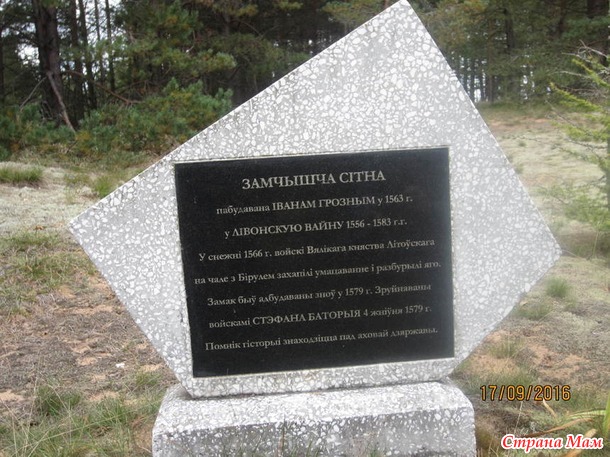 ЗАМЧЫШЧА СІТНА
пабудавана ІВАНАМ ГРОЗНЫМ у 1563 г.
у ЛІВОНСКУЮ ВАЙНУ 1556 - 1583 г.г.
У снежні 1566 г. войскі Вялікага княства Літоўскага
на чале з Бірулем захапілі умацаванне і разбурылі яго.
Замак быў адбудаваны зноў у 1579 г. Зруйнаваны
войскамі СТЭФАНА БАТОРЫЯ 4 жніўня 1579 г.
Помнік гісторыі знаходзіцца пад аховай дзяржавы.
17/09/2016
Страна Мам